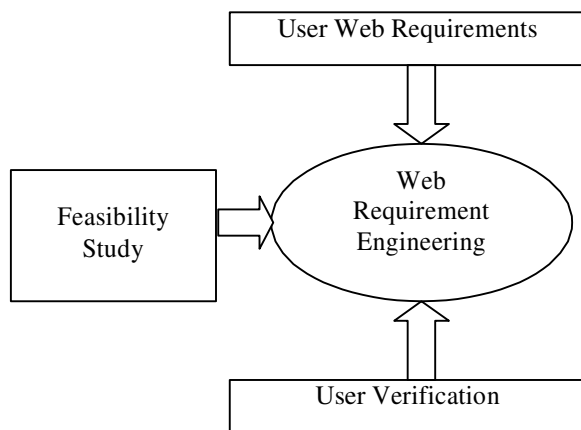 User Web Requirements
Web
Requirement
Engineering
Feasibility
Study
User Verification